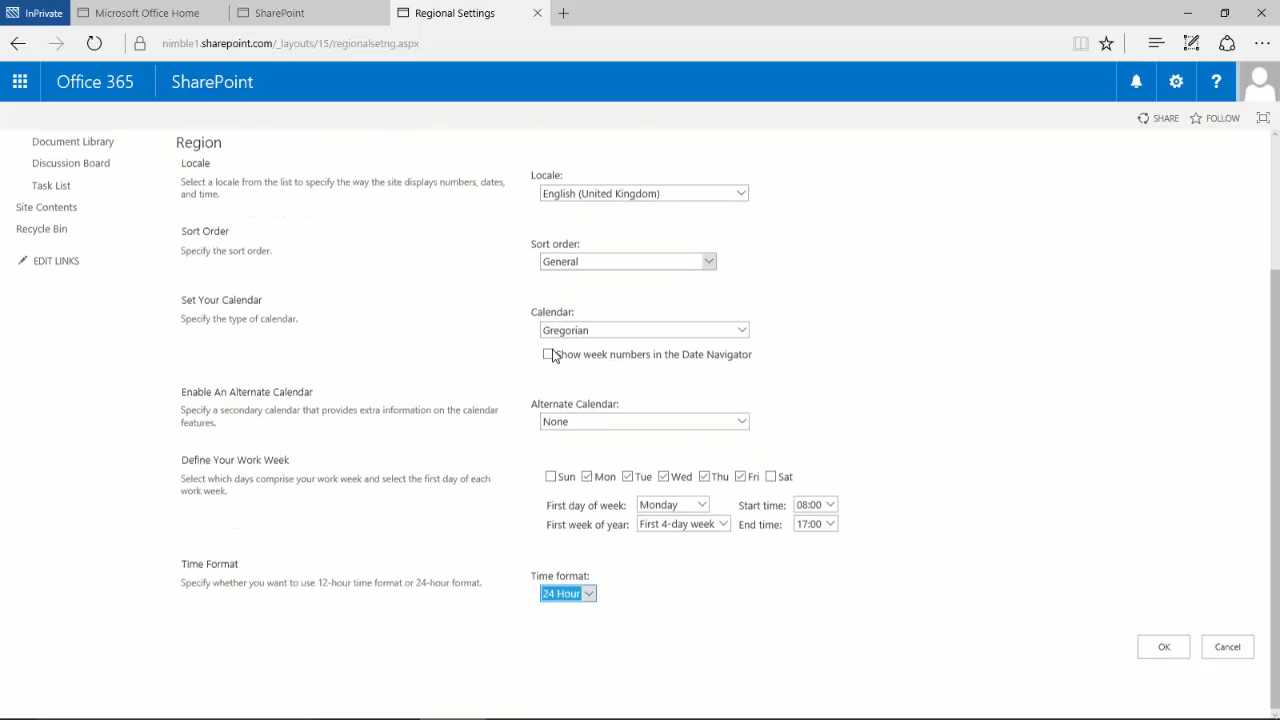 InPrivate
Microsoft Office Home
SharePoint
Regional Settings
nimble1.sharepoint.com/_layouts/15/regionalsetng.aspx
Office 365
SharePoint
?
SHARE
FOLLOW
Document Library
Discussion Board
Task List
Site Contents
Recycle Bin
EDIT LINKS
Region
Locale
Select a locale from the list to specify the way the site displays numbers, dates,
and time.
Locale:
English (United Kingdom)
Sort Order
Specify the sort order.
Sort order:
General
Set Your Calendar
Specify the type of calendar.
Calendar:
Gregorian
Show week numbers in the Date Navigator
Enable An Alternate Calendar
Specify a secondary calendar that provides extra information on the calendar
features.
Alternate Calendar:
None
Define Your Work Week
Select which days comprise your work week and select the first day of each
work week.
Sun Mon Tue Wed Thu Fri Sat
First day of week: Monday Start time: 08:00
First week of year: First 4-day week End time: 17:00
Time Format
Specify whether you want to use 12-hour time format or 24-hour format.
Time format:
24 Hour
OK Cancel